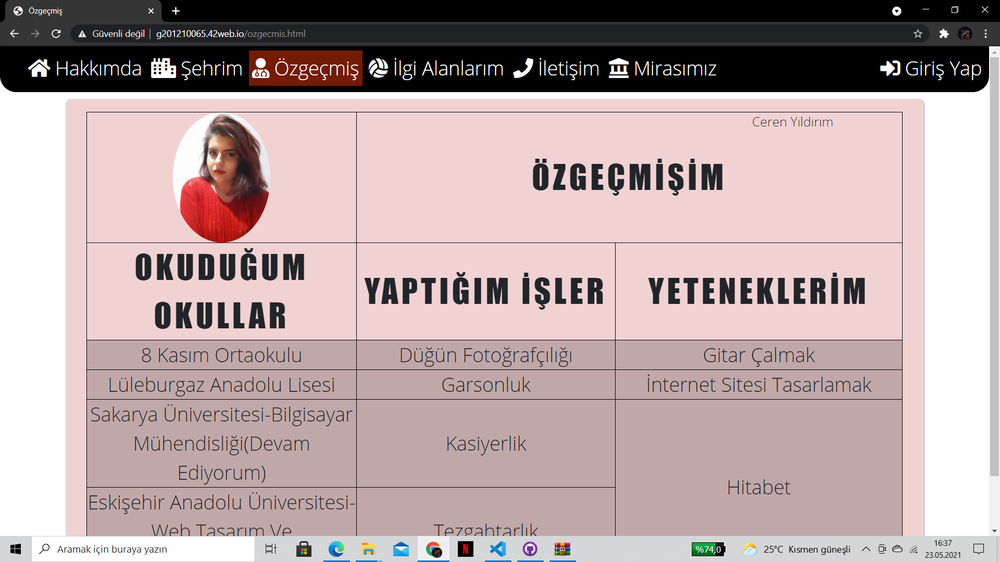 Özgeçmiş
Güvenli değil
g201210065.42web.io/ozgecmis.html
Hakkımda Şehrim Özgeçmiş İlgi Alanlarım İletişim Mirasımız Giriş Yap
Ceren Yıldırım
ÖZGEÇMİŞİM
OKUDUĞUM
OKULLAR
YAPTIĞIM İŞLER
YETENEKLERİM
8 Kasım Ortaokulu
Düğün Fotoğrafçılığı
Gitar Çalmak
Lüleburgaz Anadolu Lisesi
Garsonluk
İnternet Sitesi Tasarlamak
Sakarya Üniversitesi-Bilgisayar
Mühendisliği(Devam
Ediyorum)
Kasiyerlik
Hitabet
Eskişehir Anadolu Üniversitesi-
Web Tasarım Ve
Tezgahtarlık
Aramak için buraya yazın
N
%74,0
25°C Kısmen güneşli
16:37
23.05.2021